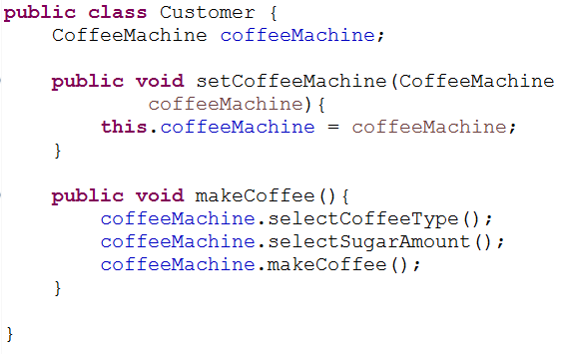 public class Customer {
    CoffeeMachine coffeeMachine;
    public void setCoffeeMachine(CoffeeMachine
            coffeeMachine){
        this.coffeeMachine = coffeeMachine;
    }
    public void makeCoffee(){
        coffeeMachine.selectCoffeeType();
        coffeeMachine.selectSugarAmount();
        coffeeMachine.makeCoffee();
    }
}